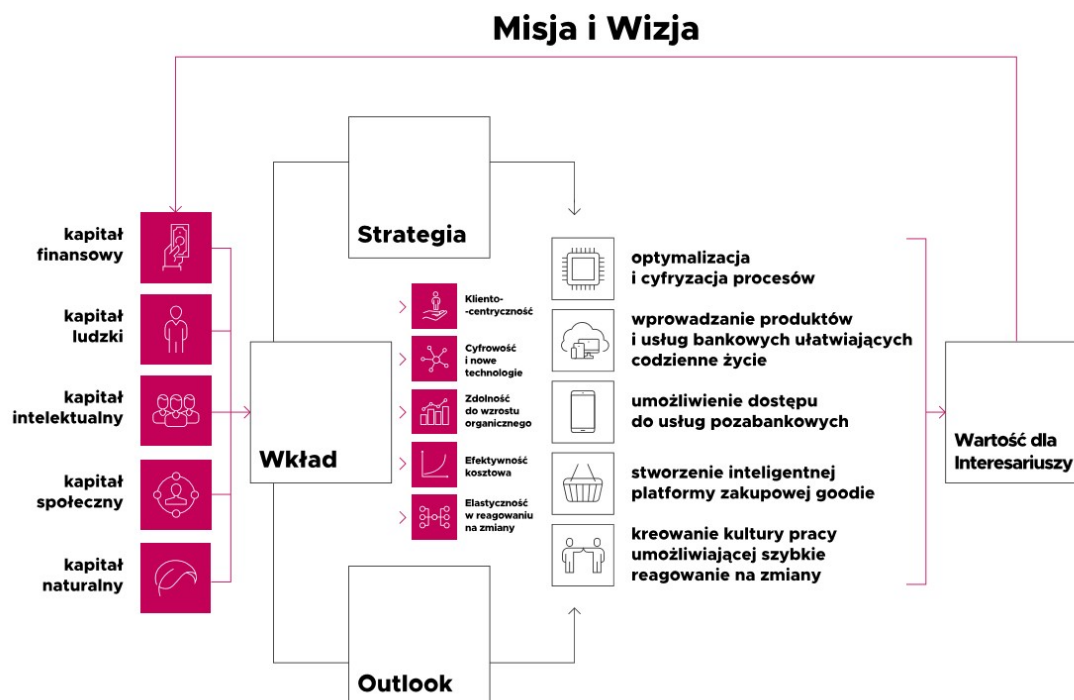 Misja i Wizja
kapitał
finansowy
kapitał
ludzki
kapitał
intelektualny
kapitał
społeczny
kapitał
naturalny
Wkład
Strategia
Kliento-
-centryczność
Cyfrowość
i nowe
technologie
Zdolność
do wzrostu
organicznego
Efektywność
kosztowa
Elastyczność
w reagowaniu
na zmiany
Outlook
optymalizacja
i cyfryzacja procesów
wprowadzanie produktów
i usług bankowych ułatwiających
codzienne życie
umożliwienie dostępu
do usług pozabankowych
stworzenie inteligentnej
platformy zakupowej goodie
kreowanie kultury pracy
umożliwiającej szybkie
reagowanie na zmiany
Wartość dla
Interesariuszy